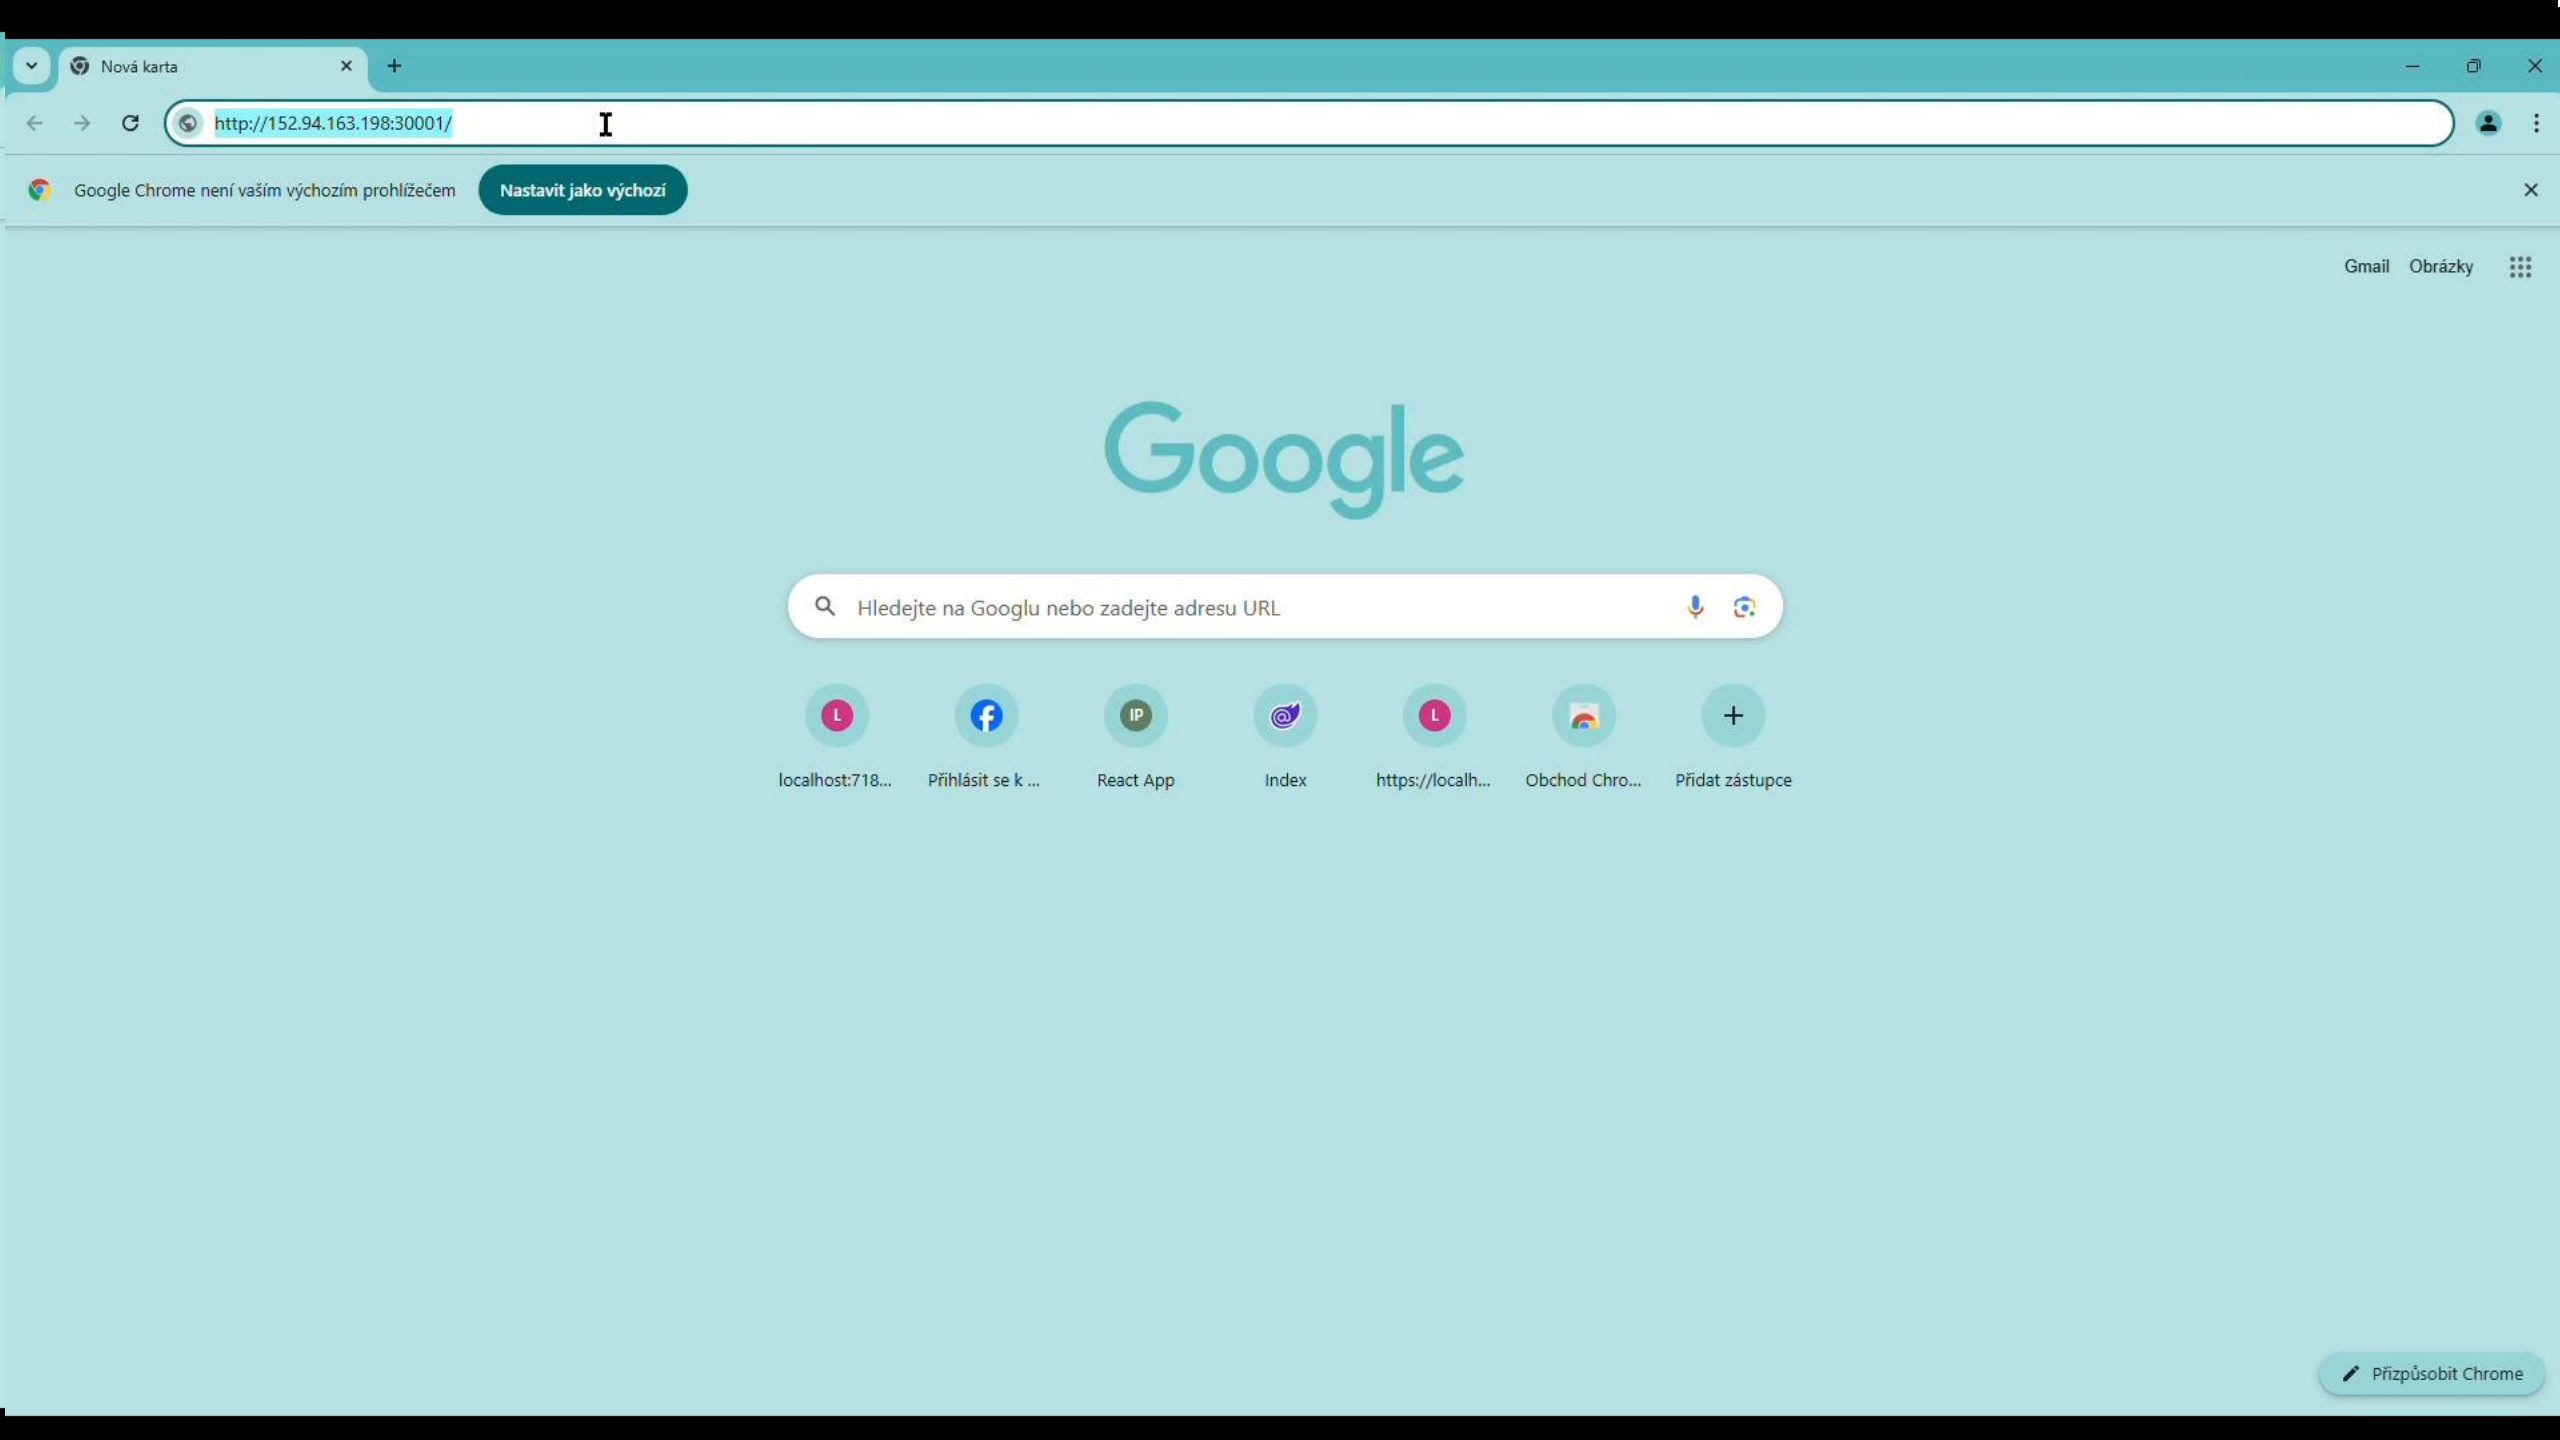 Nová karta
http://152.94.163.198:30001/
Google Chrome není vaším výchozím prohlížečem
Nastavit jako výchozí
Gmail Obrázky
Google
Hledejte na Googlu nebo zadejte adresu URL
L IP L
localhost:718... Přihlásit se k ... React App Index https://localh... Obchod Chro... Přidat zástupce
Přizpůsobit Chrome